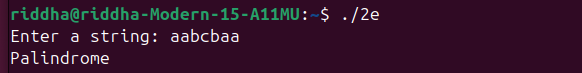 riddha@riddha-Modern-15-A11MU:~$ ./2e
Enter a string: aabcbaa
Palindrome